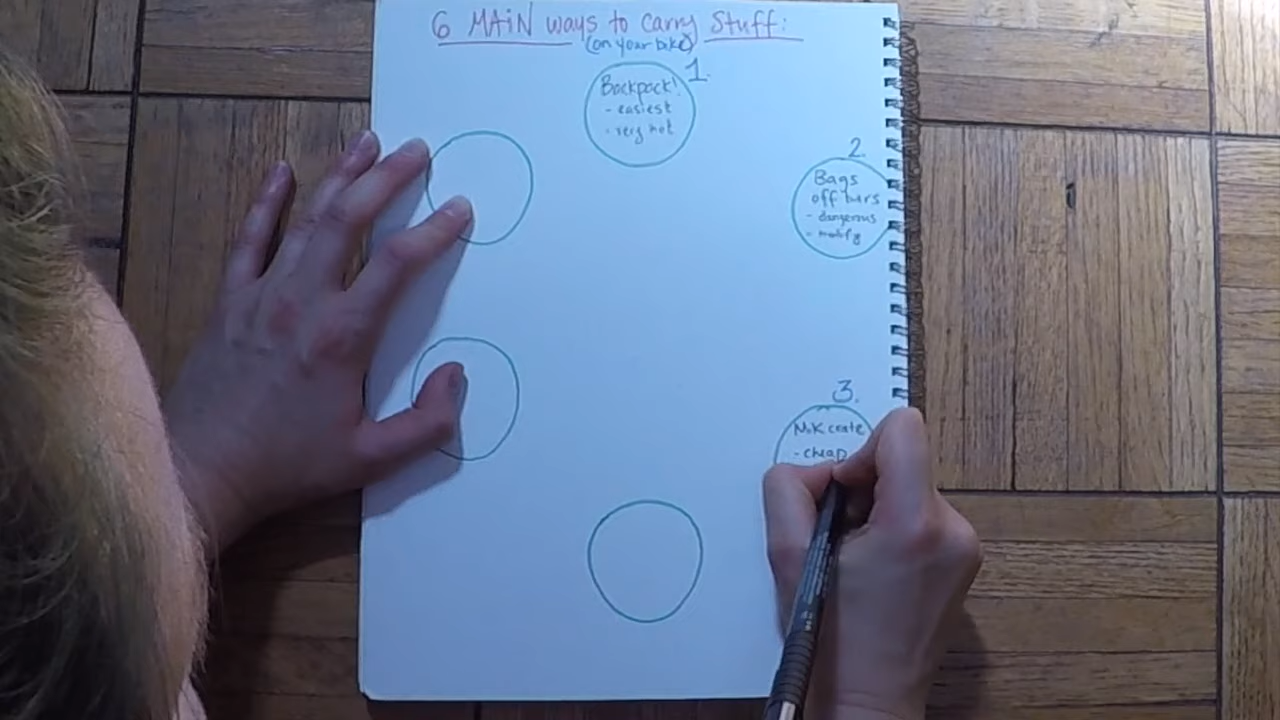 6 MAIN ways to carry Stuff:
(on your bike)
1.
Backpack!
- easiest
- very hot
2.
Bags
off bars
- dangerous
- modify
3.
Milk crate
- cheap